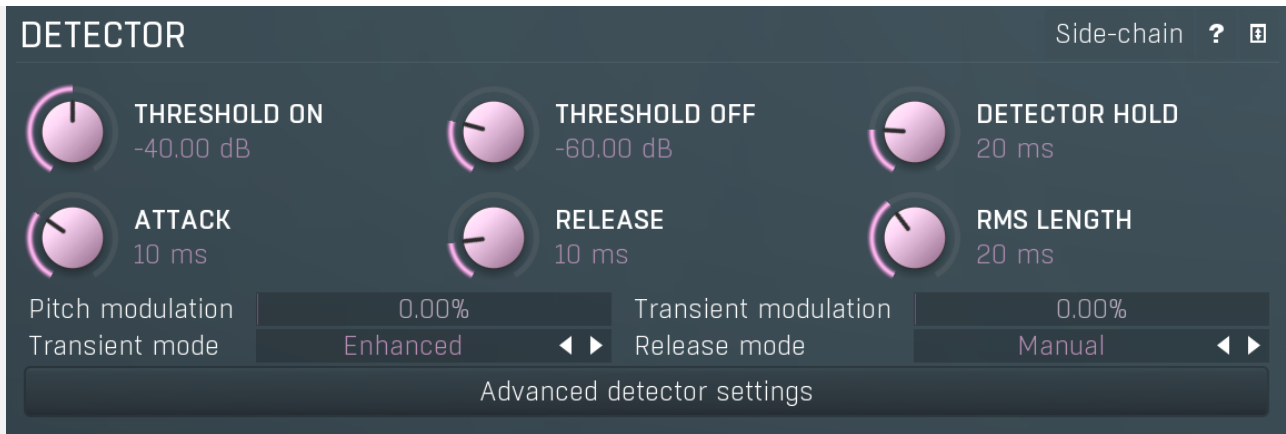 DETECTOR Side-chain ?
THRESHOLD ON THRESHOLD OFF DETECTOR HOLD
-40.00 dB -60.00 dB 20 ms
ATTACK RELEASE RMS LENGTH
10 ms 10 ms 20 ms
Pitch modulation 0.00% Transient modulation 0.00%
Transient mode Enhanced Release mode Manual
Advanced detector settings